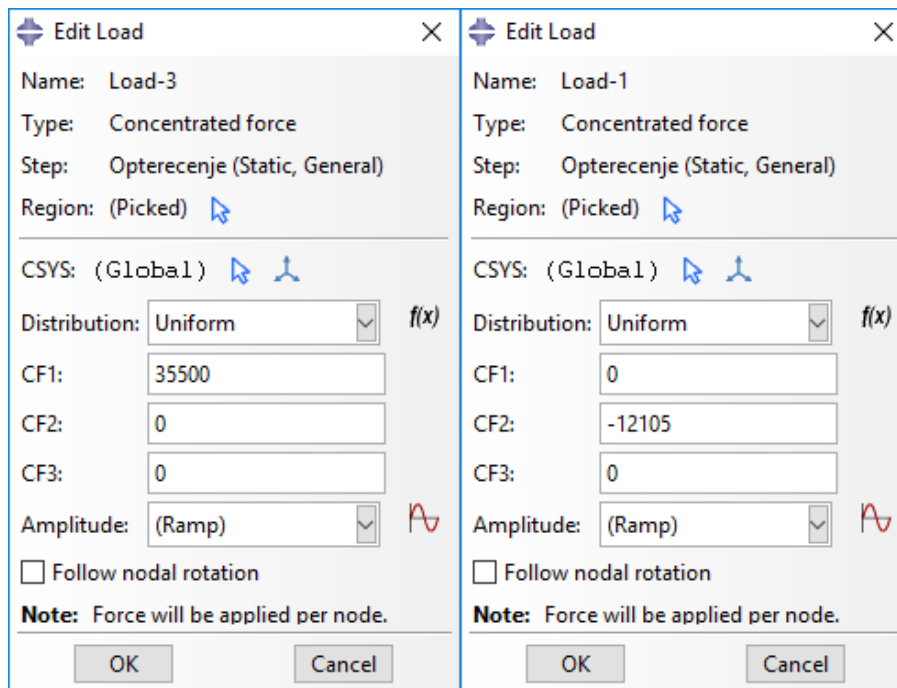 Edit Load
Name: Load-3
Type: Concentrated force
Step: Opterecenje (Static, General)
Region: (Picked)
CSYS: (Global)
Distribution: Uniform f(x)
CF1: 35500
CF2: 0
CF3: 0
Amplitude: (Ramp)
Follow nodal rotation
Note: Force will be applied per node.
OK Cancel
Edit Load
Name: Load-1
Type: Concentrated force
Step: Opterecenje (Static, General)
Region: (Picked)
CSYS: (Global)
Distribution: Uniform f(x)
CF1: 0
CF2: -12105
CF3: 0
Amplitude: (Ramp)
Follow nodal rotation
Note: Force will be applied per node.
OK Cancel